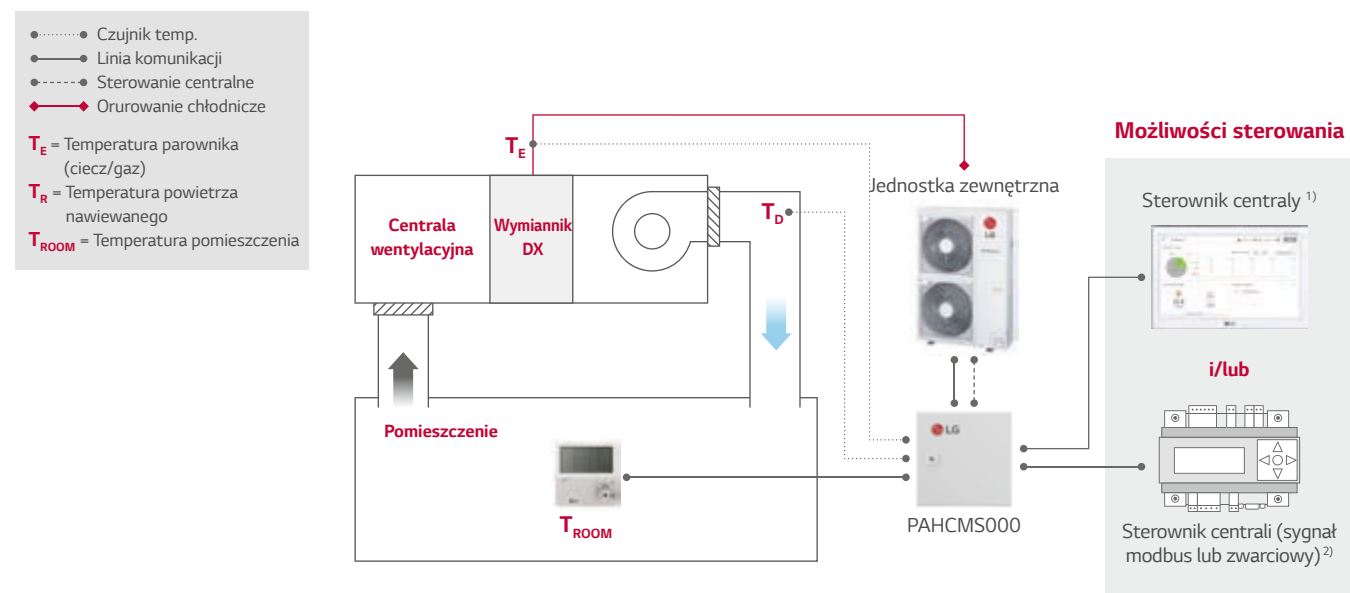 Czujnik temp.
Linia komunikacji
Sterowanie centralne
Orurowanie chłodnicze
TE = Temperatura parownika
(ciecz/gaz)
TR = Temperatura powietrza
nawiewanego
TROOM = Temperatura pomieszczenia
TE
Centrala
wentylacyjna
Wymiannik
DX
TD
Jednostka zewnętrzna
LG
Pomieszczenie
TROOM
LG
PAHCMS000
Możliwości sterowania
Sterownik centraly 1)
LG
i/lub
Sterownik centrali (sygnał
modbus lub zwarciowy) 2)